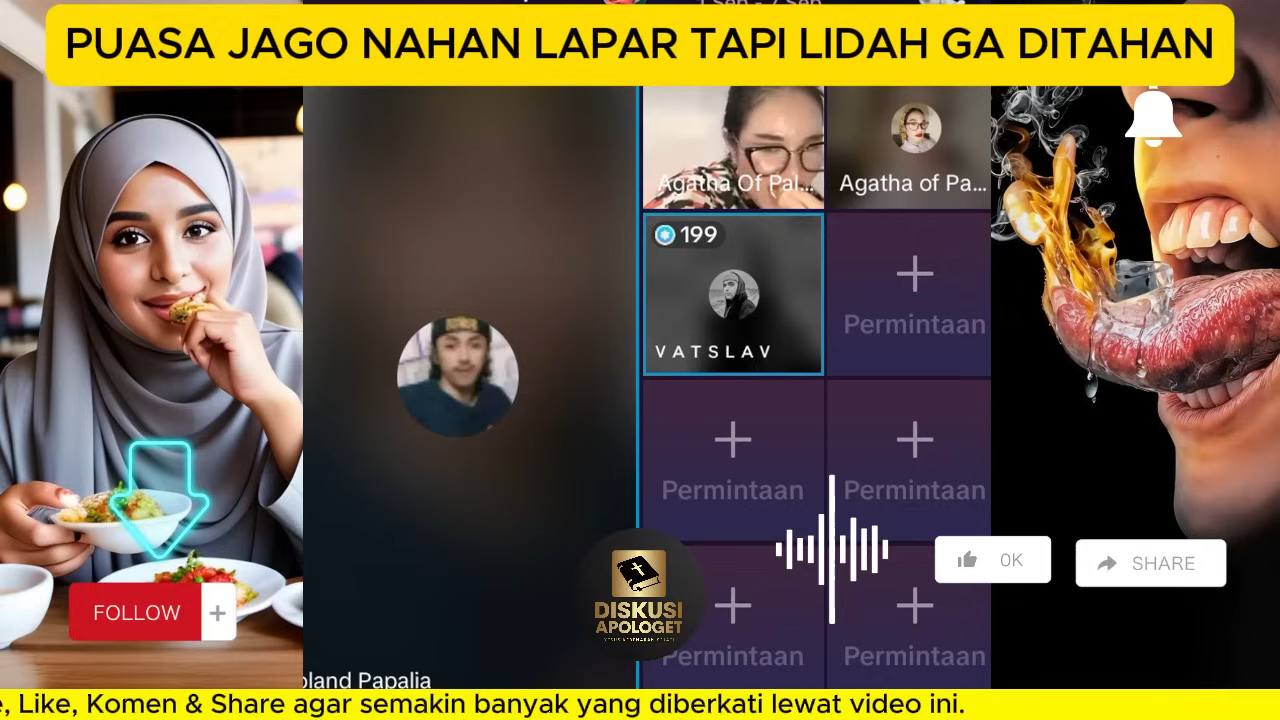 PUASA JAGO NAHAN LAPAR TAPI LIDAH GA DITAHAN
Agatha Of Pal...
Agatha of Pa...
199
VATSLAV
Permintaan
Permintaan
Permintaan
Permintaan
Permintaan
FOLLOW
DISKUSI
APOLOGET
0K
SHARE
oland Papalia
e, Like, Komen & Share agar semakin banyak yang diberkati lewat video ini.